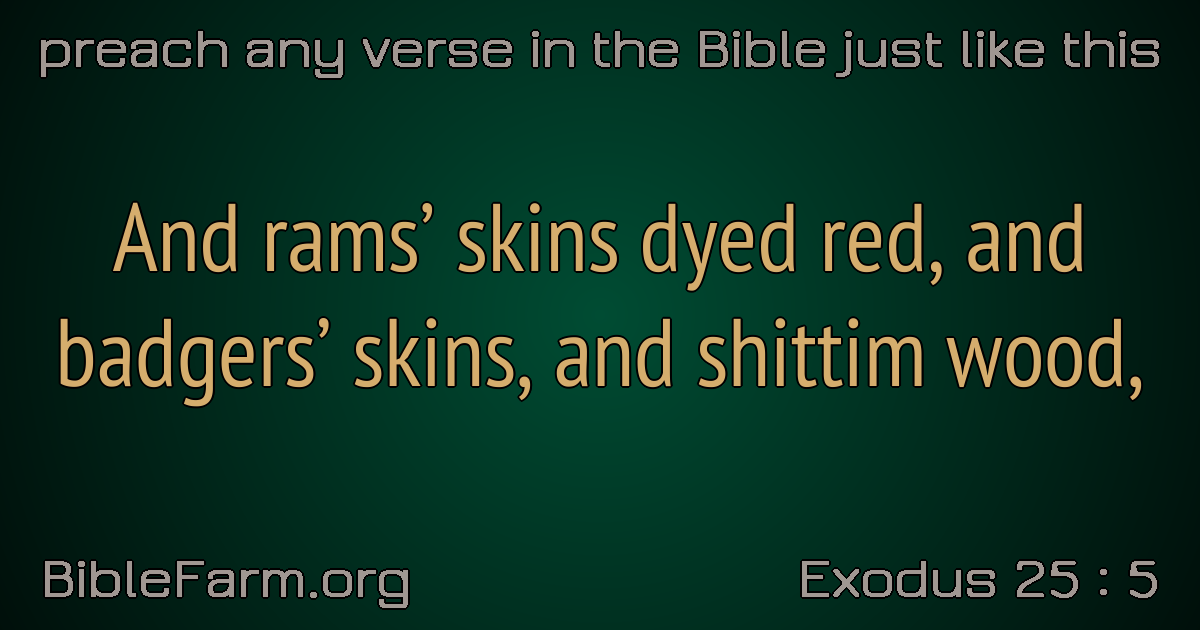 preach any verse in the Bible just like this
And rams’ skins dyed red, and
badgers’ skins, and shittim wood,
BibleFarm.org
Exodus 25 : 5